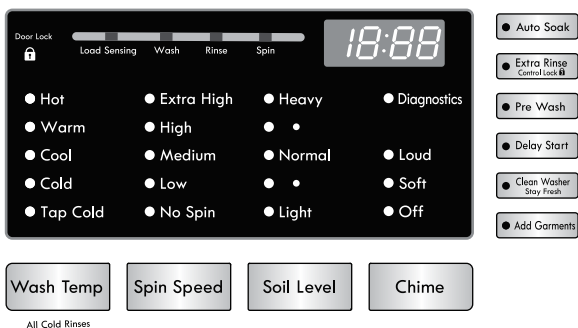 Door Lock
Load Sensing Wash Rinse Spin
18:88
Hot Extra High Heavy Diagnostics
Warm High
Cool Medium Normal Loud
Cold Low Soft
Tap Cold No Spin Light Off
Auto Soak
Extra Rinse
Control Lock
Pre Wash
Delay Start
Clean Washer
Stay Fresh
Add Garments
Wash Temp Spin Speed Soil Level Chime
All Cold Rinses